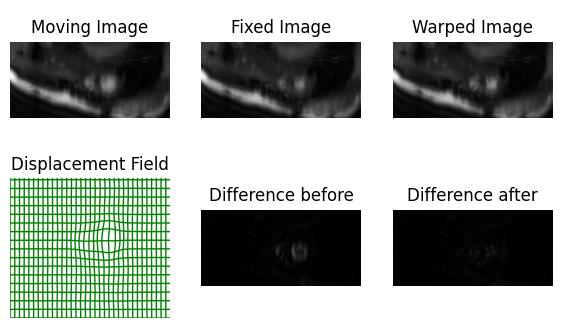 Moving Image
Fixed Image
Warped Image
Displacement Field
Difference before
Difference after